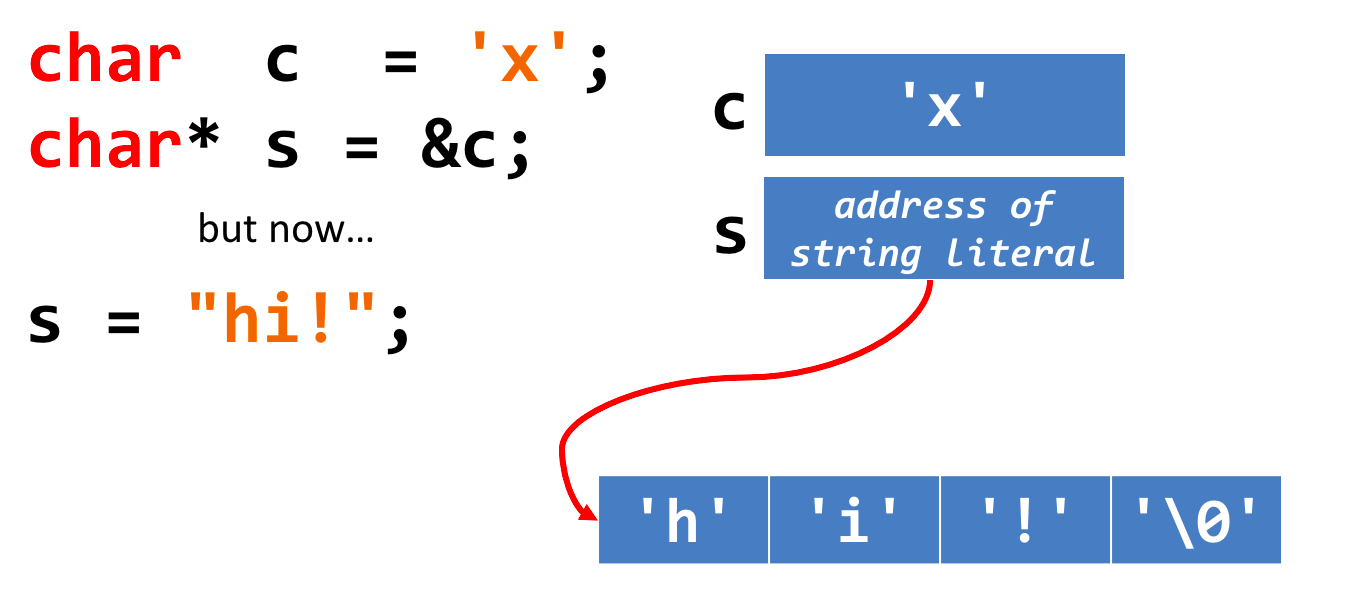 char  c  = 'x';
char* s = &c;
but now…
s = "hi!";
c 'x'
s address of
string literal
'h' 'i' '!' '\0'